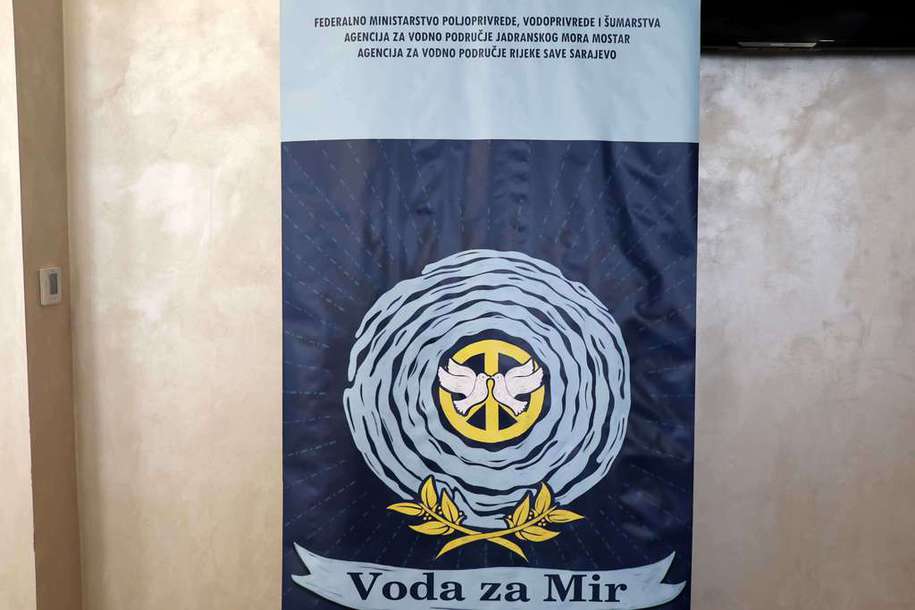 FEDERALNO MINISTARSTVO POLJOPRIVREDE, VODOPRIVREDE I ŠUMARSTVA
AGENCIJA ZA VODNO PODRUČJE JADRANSKOG MORA MOSTAR
AGENCIJA ZA VODNO PODRUČJE RIJEKE SAVE SARAJEVO
Voda za Mir